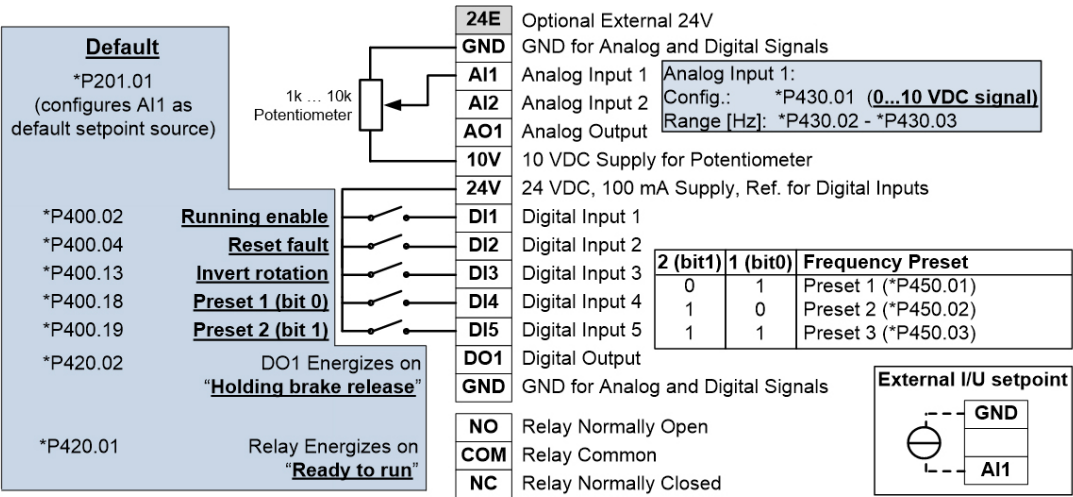 Default
*P201.01
(configures AI1 as
default setpoint source)
1k ... 10k
Potentiometer
24E Optional External 24V
GND GND for Analog and Digital Signals
AI1 Analog Input 1
AI2 Analog Input 2
AO1 Analog Output
10V 10 VDC Supply for Potentiometer
24V 24 VDC, 100 mA Supply, Ref. for Digital Inputs
Analog Input 1:
Config.: *P430.01 (0...10 VDC signal)
Range [Hz]: *P430.02 - *P430.03
*P400.02 Running enable DI1 Digital Input 1
*P400.04 Reset fault DI2 Digital Input 2
*P400.13 Invert rotation DI3 Digital Input 3
*P400.18 Preset 1 (bit 0) DI4 Digital Input 4
*P400.19 Preset 2 (bit 1) DI5 Digital Input 5
2 (bit1) 1 (bit0) Frequency Preset
0 1 Preset 1 (*P450.01)
1 0 Preset 2 (*P450.02)
1 1 Preset 3 (*P450.03)
*P420.02 DO1 Energizes on
"Holding brake release"
DO1 Digital Output
GND GND for Analog and Digital Signals
*P420.01 Relay Energizes on
"Ready to run"
NO Relay Normally Open
COM Relay Common
NC Relay Normally Closed
External I/U setpoint
GND
AI1